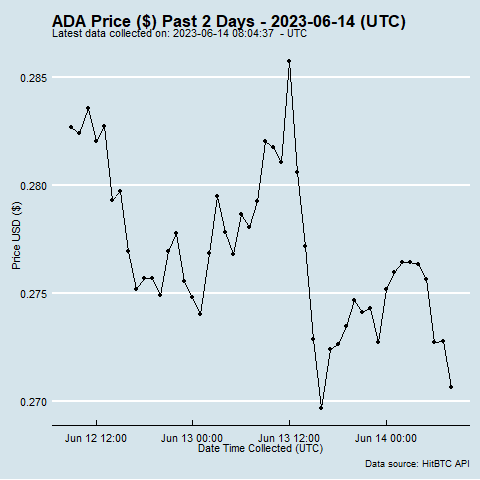 ADA Price ($) Past 2 Days - 2023-06-14 (UTC)
Latest data collected on: 2023-06-14 08:04:37 - UTC
0.285
0.280
0.275
0.270
Price USD ($)
Jun 12 12:00 Jun 13 00:00 Jun 13 12:00 Jun 14 00:00
Date Time Collected (UTC)
Data source: HitBTC API